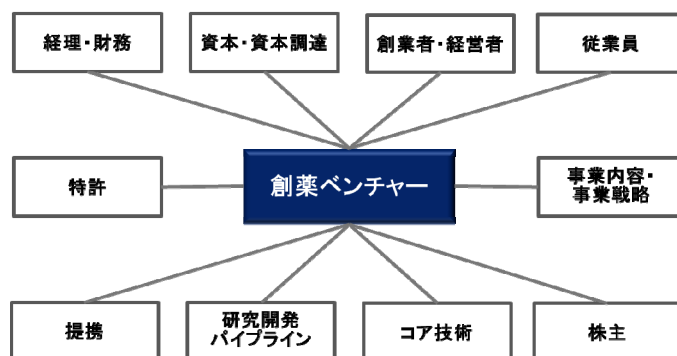 経理・財務
資本・資本調達
創業者・経営者
従業員
特許
創薬ベンチャー
事業内容・
事業戦略
提携
研究開発
パイプライン
コア技術
株主